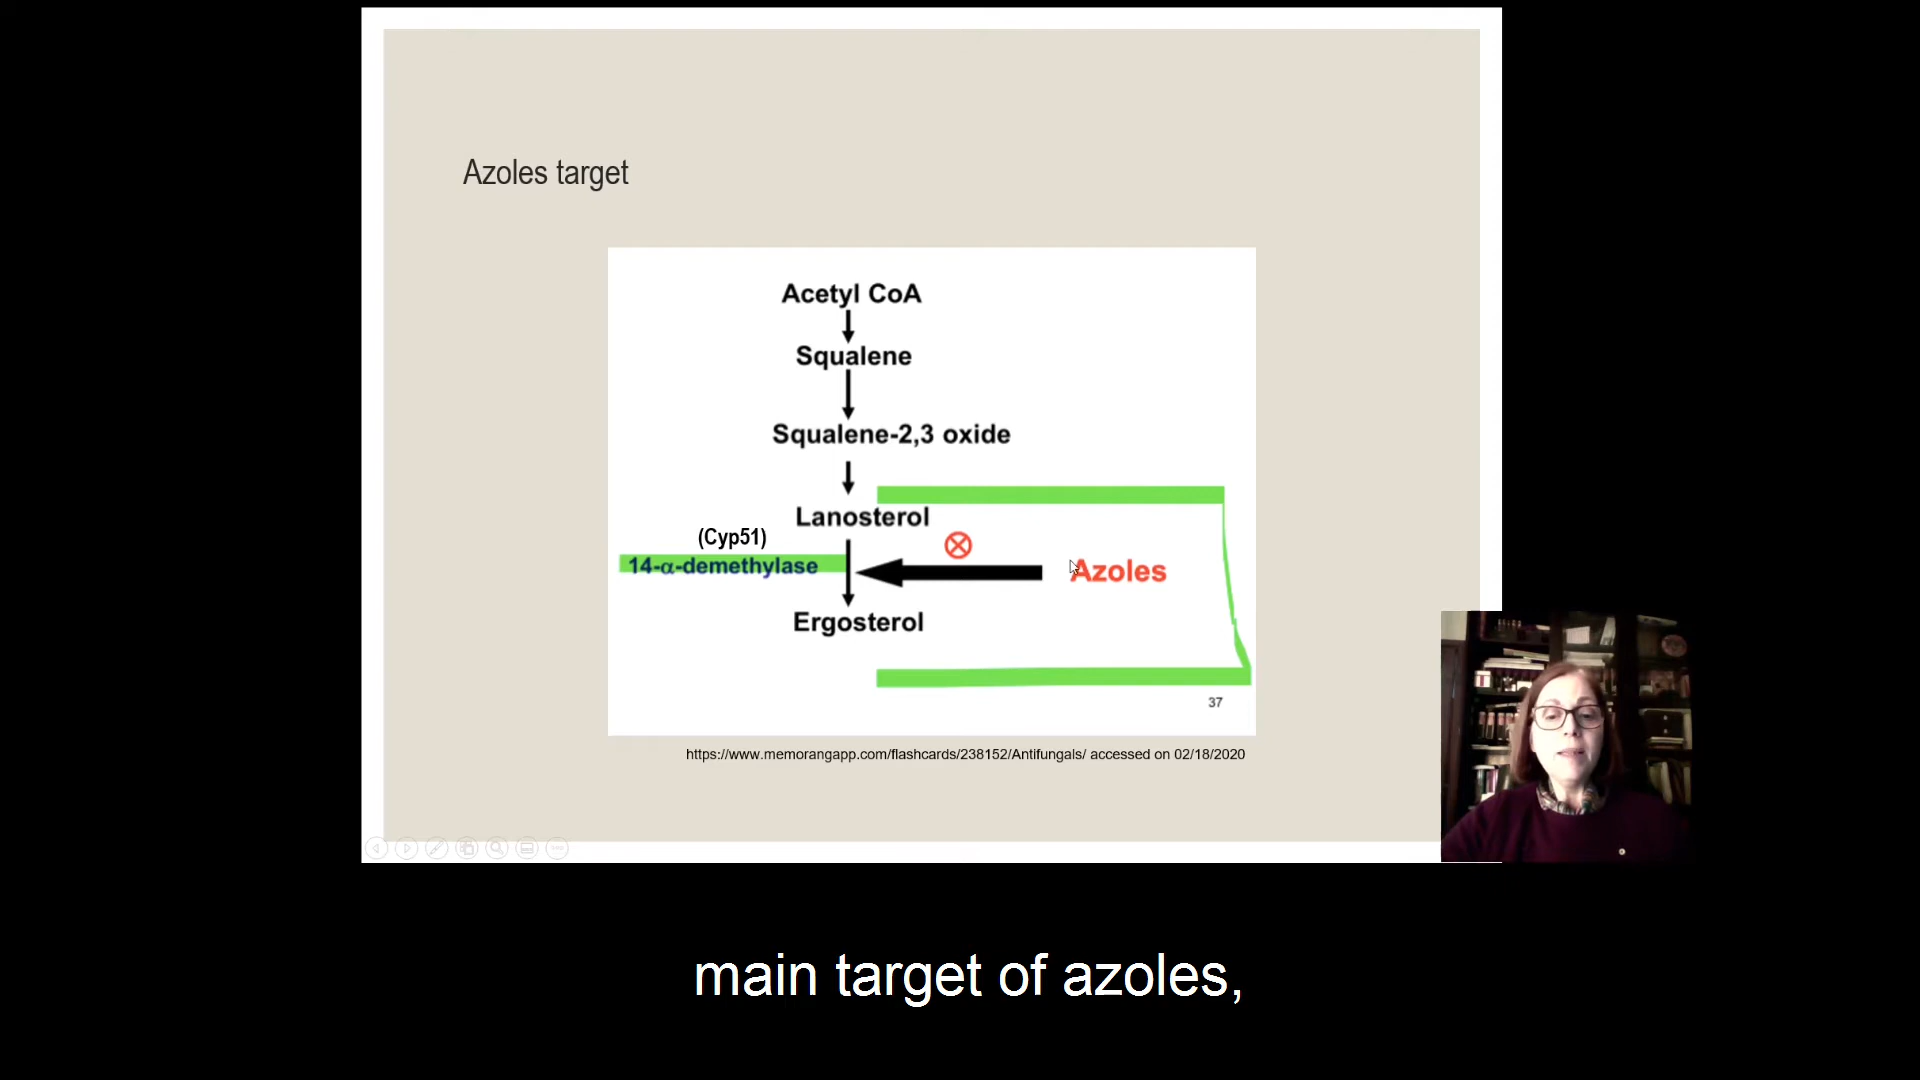 Azoles target
Acetyl CoA
Squalene
Squalene-2,3 oxide
Lanosterol
(Cyp51)
14-α-demethylase
Azoles
Ergosterol
37
https://www.memorangapp.com/flashcards/238152/Antifungals/ accessed on 02/18/2020
main target of azoles,